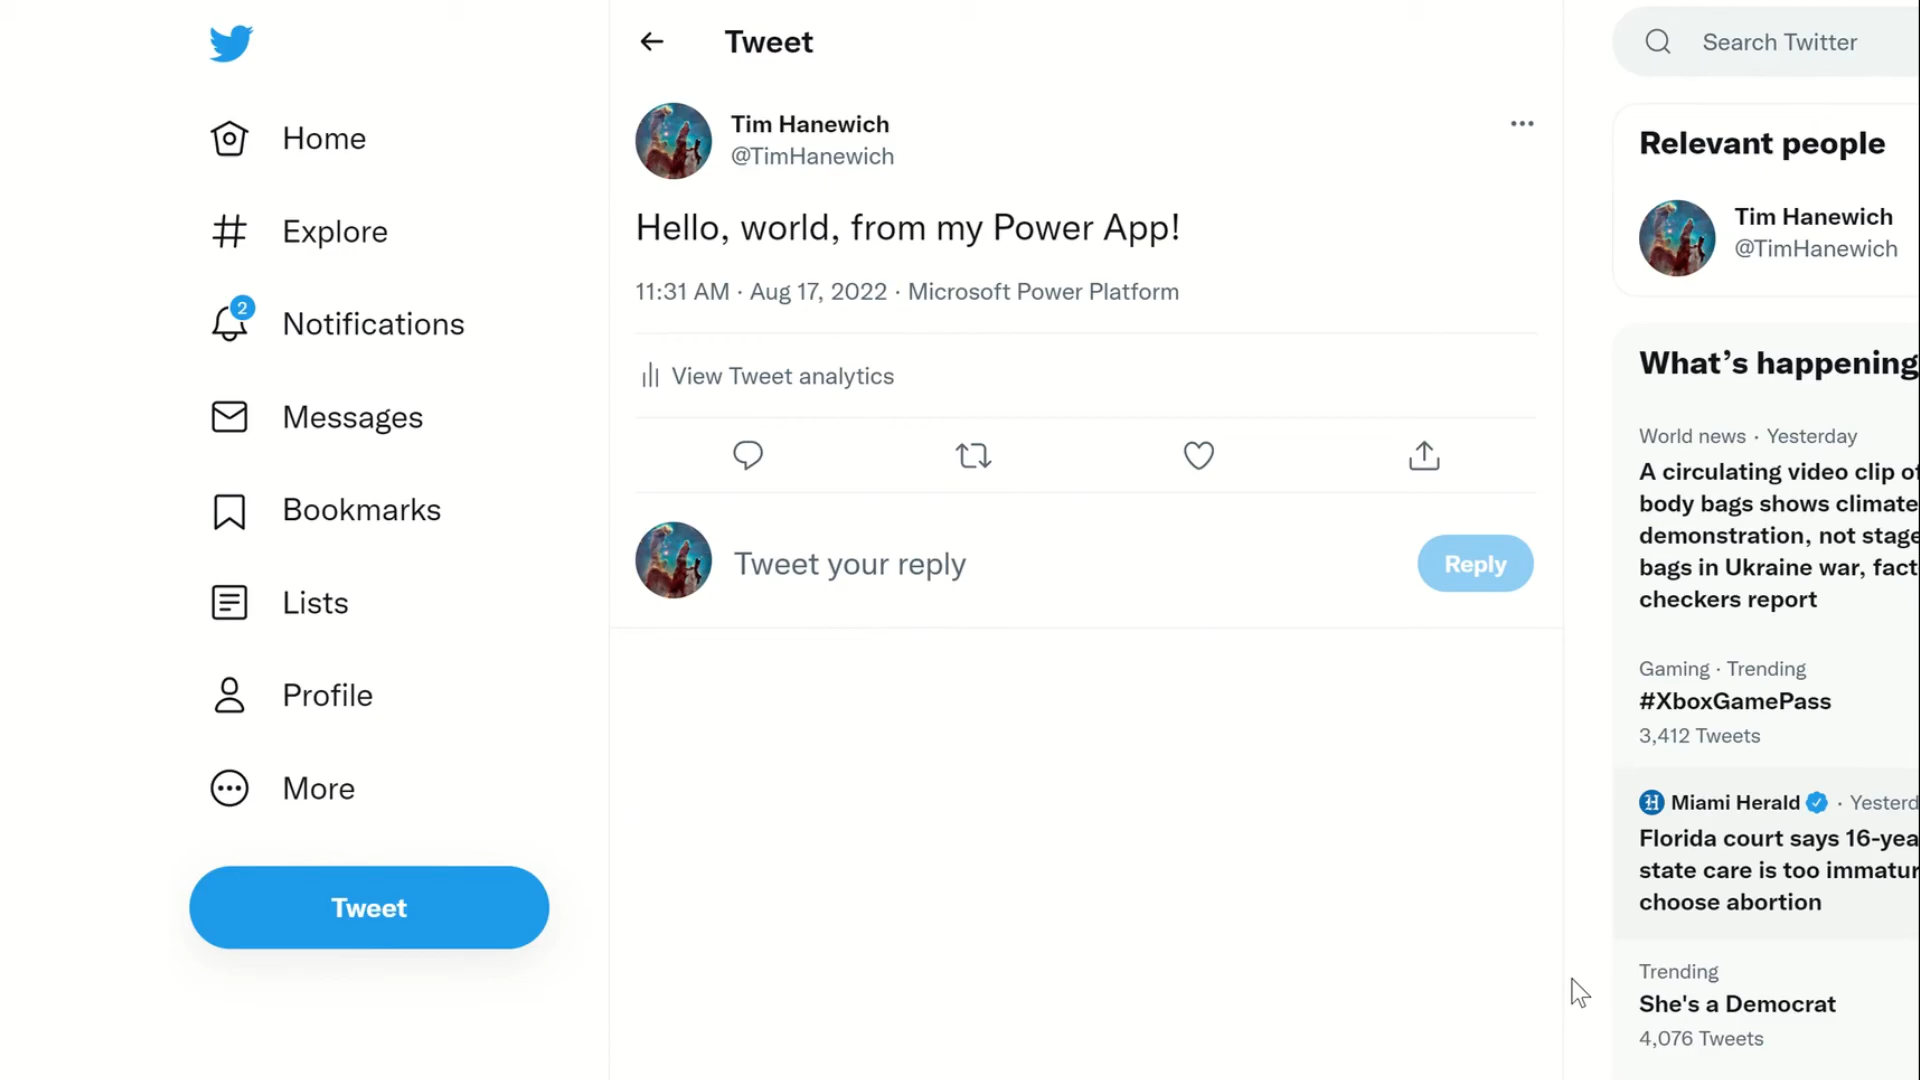 Home
Explore
2
Notifications
Messages
Bookmarks
Lists
Profile
More
Tweet
Tweet
Tim Hanewich
@TimHanewich
Hello, world, from my Power App!
11:31 AM · Aug 17, 2022 · Microsoft Power Platform
View Tweet analytics
Tweet your reply
Reply
Search Twitter
Relevant people
Tim Hanewich
@TimHanewich
What's happening
World news · Yesterday
A circulating video clip of
body bags shows climate
demonstration, not stage
bags in Ukraine war, fact
checkers report
Gaming · Trending
#XboxGamePass
3,412 Tweets
Miami Herald · Yesterd
Florida court says 16-yea
state care is too immatur
choose abortion
Trending
She's a Democrat
4,076 Tweets